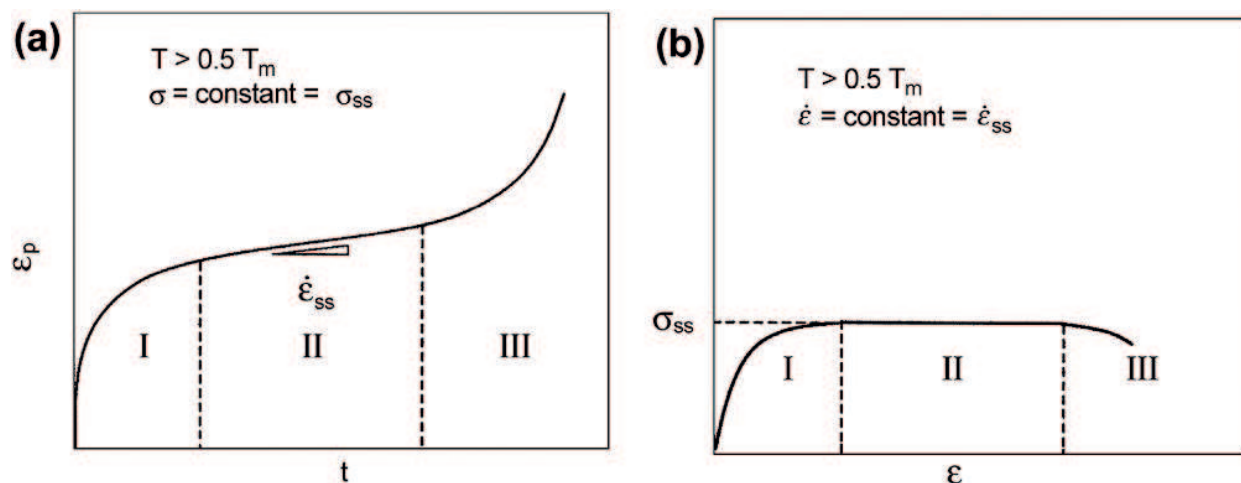 (a)
T > 0.5 Tm
σ = constant = σss
εp
ε̇ss
I
II
III
t
(b)
T > 0.5 Tm
ε̇ = constant = ε̇ss
σss
I
II
III
ε